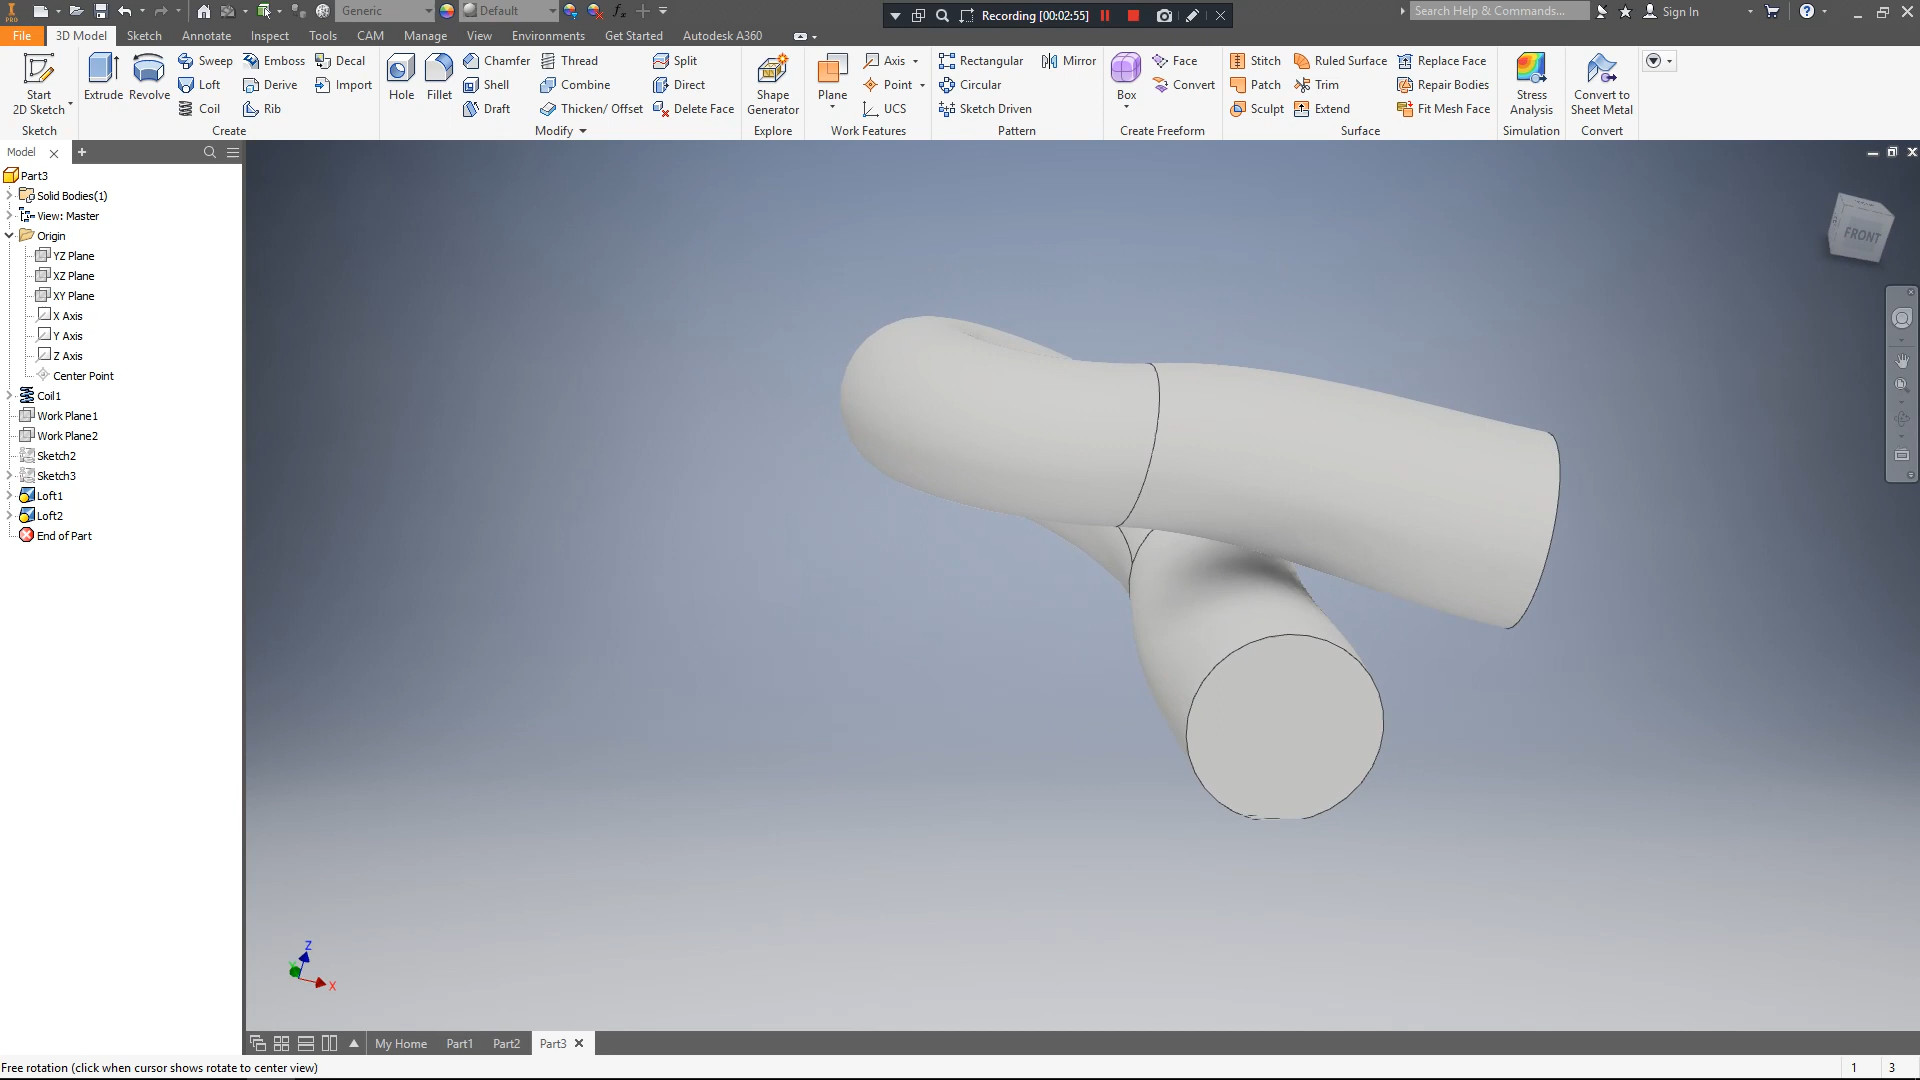 PRO
Generic
Default
fx
Recording [00:02:55]
Search Help & Commands...
Sign In
File
3D Model
Sketch
Annotate
Inspect
Tools
CAM
Manage
View
Environments
Get Started
Autodesk A360
Start
2D Sketch
Sketch
Extrude
Revolve
Sweep
Loft
Coil
Emboss
Derive
Rib
Decal
Import
Create
Hole
Fillet
Chamfer
Shell
Draft
Thread
Combine
Thicken/ Offset
Split
Direct
Delete Face
Modify
Shape
Generator
Explore
Plane
Axis
Point
UCS
Work Features
Rectangular
Circular
Sketch Driven
Mirror
Pattern
Box
Face
Convert
Create Freeform
Stitch
Patch
Sculpt
Ruled Surface
Trim
Extend
Replace Face
Repair Bodies
Fit Mesh Face
Surface
Stress
Analysis
Simulation
Convert to
Sheet Metal
Convert
Model
Part3
Solid Bodies(1)
View: Master
Origin
YZ Plane
XZ Plane
XY Plane
X Axis
Y Axis
Z Axis
Center Point
Coil1
Work Plane1
Work Plane2
Sketch2
Sketch3
Loft1
Loft2
End of Part
FRONT
Z
Y
X
My Home
Part1
Part2
Part3
Free rotation (click when cursor shows rotate to center view)
1
3